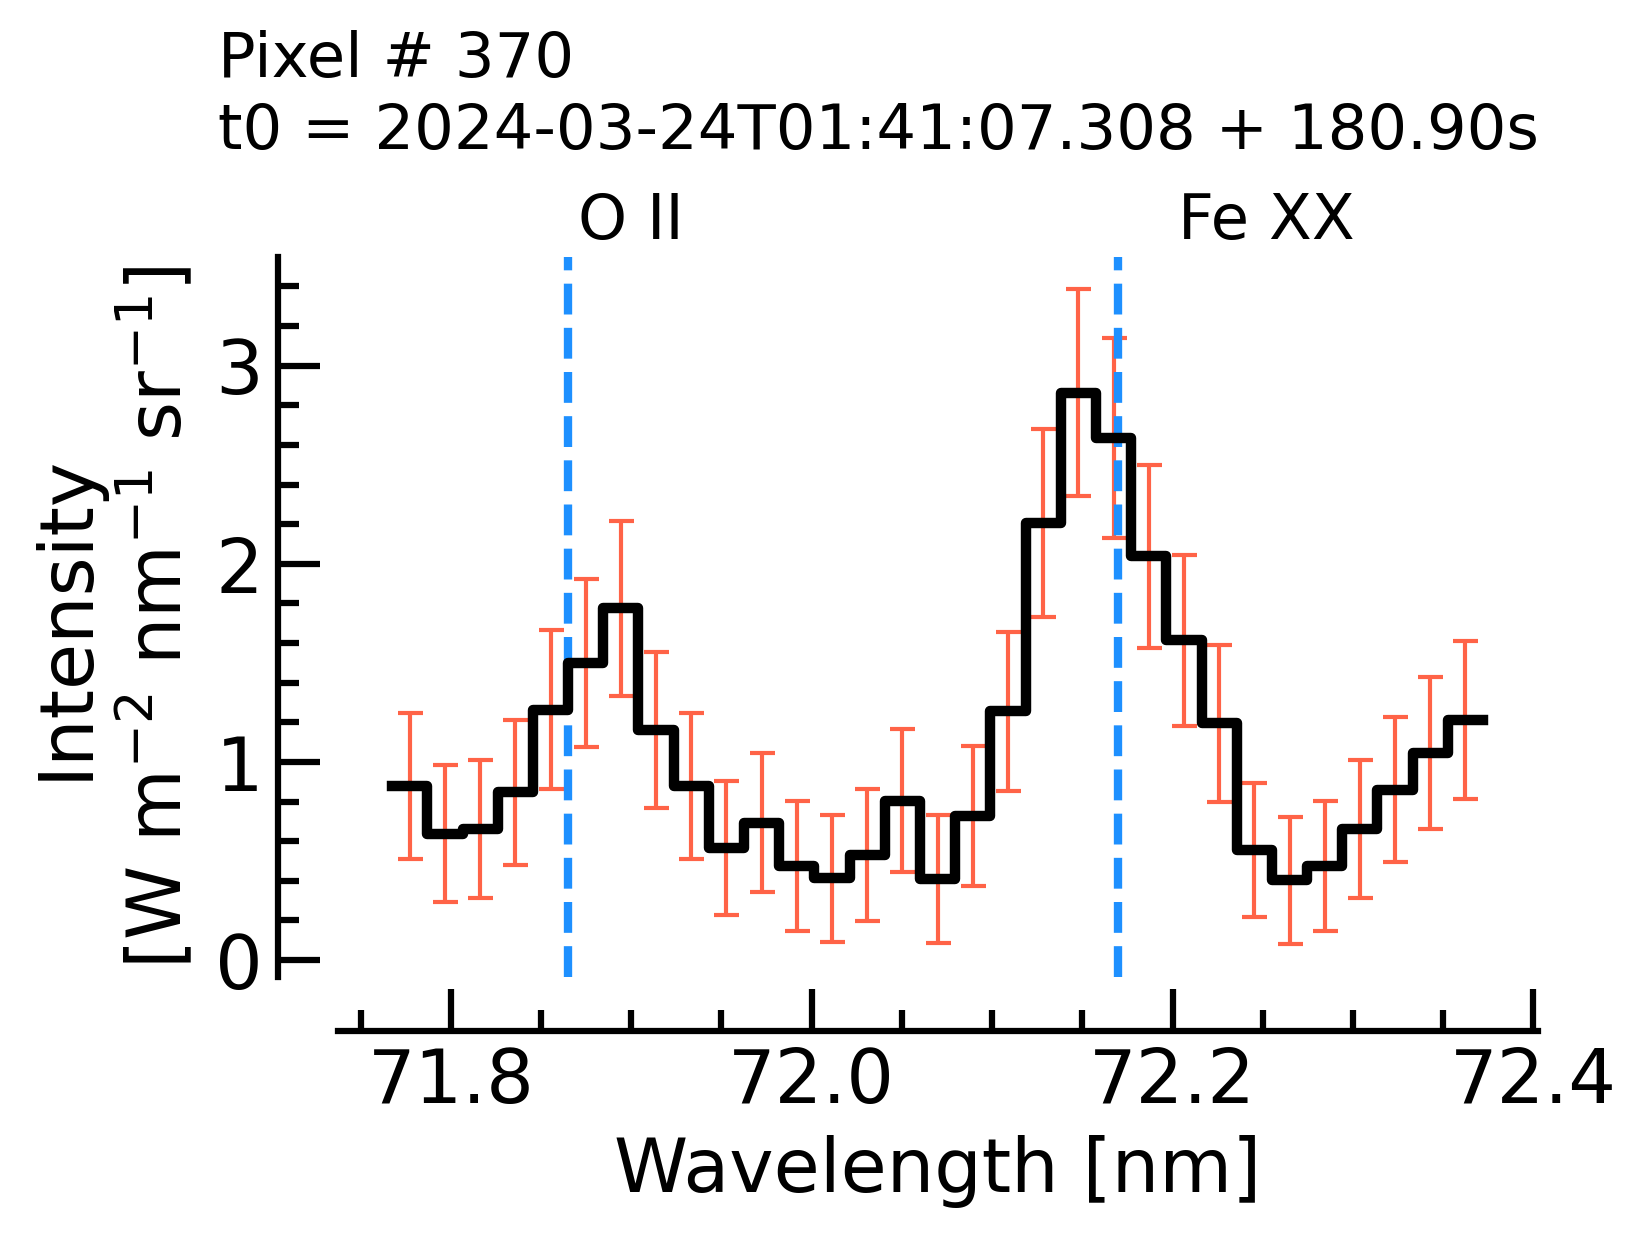 Pixel # 370
t0 = 2024-03-24T01:41:07.308 + 180.90s
O II
Fe XX
Intensity
[W m⁻² nm⁻¹ sr⁻¹]
3
2
1
0
71.8
72.0
72.2
72.4
Wavelength [nm]